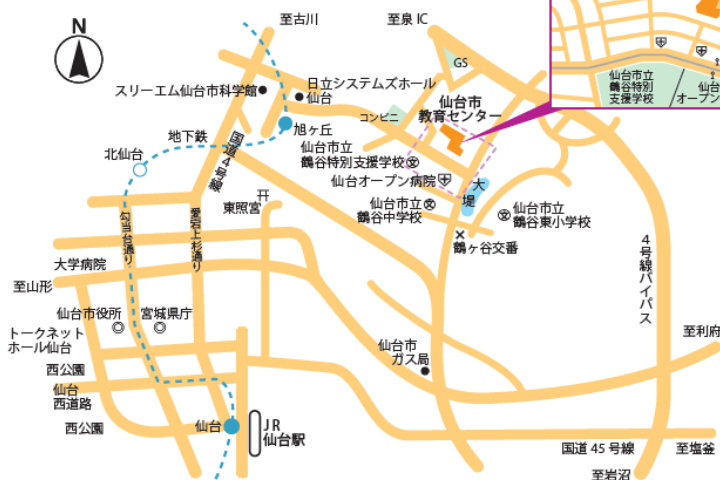 N
至古川
至泉 IC
GS
仙台市立
鶴谷特別
支援学校
仙台
オープン
スリーエム仙台市科学館
日立システムズホール
仙台
コンビニ
仙台市
教育センター
地下鉄
旭ヶ丘
国道4号線
北仙台
仙台市立
鶴谷特別支援学校
仙台オープン病院
大堤
東照宮
仙台市立
鶴谷中学校
仙台市立
鶴谷東小学校
勾当台通り
愛宕上杉通り
鶴ヶ谷交番
4号線バイパス
大学病院
至山形
仙台市役所
宮城県庁
トークネット
ホール仙台
仙台市
ガス局
至利府
西公園
仙台
西道路
西公園
仙台
JR
仙台駅
国道 45 号線
至塩釜
至岩沼